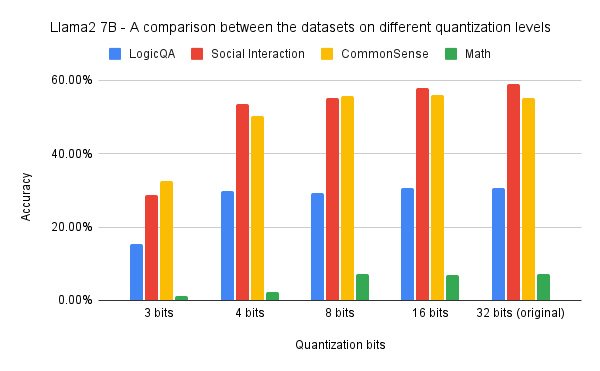 Llama2 7B - A comparison between the datasets on different quantization levels
LogicQA Social Interaction CommonSense Math
60.00%
40.00%
20.00%
0.00%
Accuracy
3 bits 4 bits 8 bits 16 bits 32 bits (original)
Quantization bits